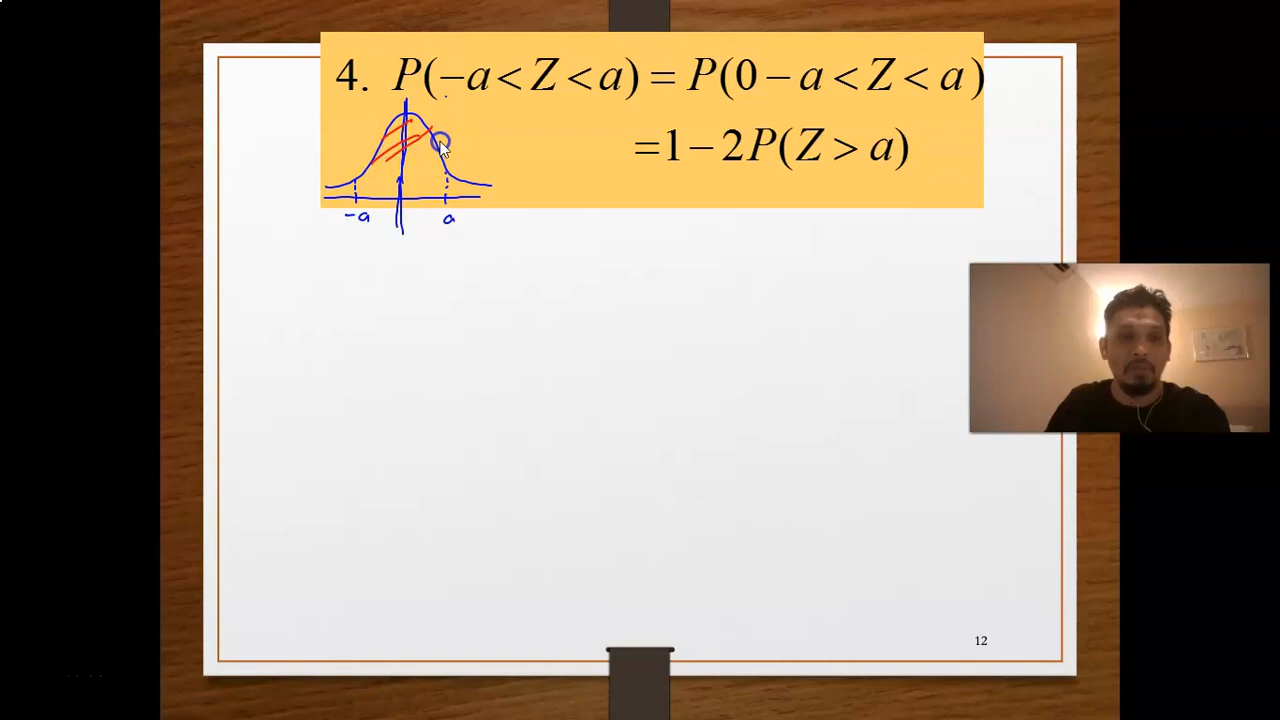 4. P(−a < Z < a) = P(0 − a < Z < a)
= 1 − 2P(Z > a)
−a a
12